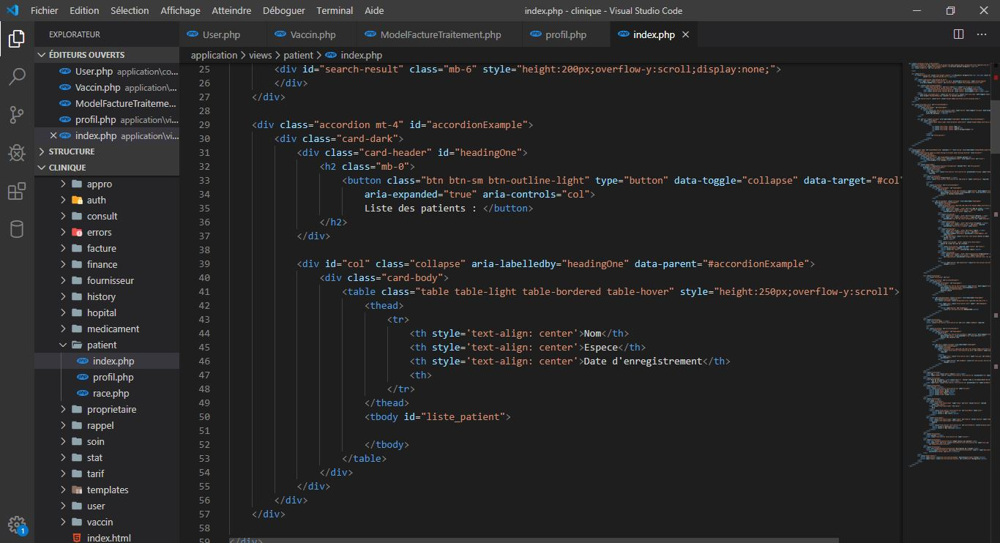 Fichier Edition Sélection Affichage Atteindre Déboguer Terminal Aide index.php - clinique - Visual Studio Code
EXPLORATEUR
ÉDITEURS OUVERTS
User.php application\co...
Vaccin.php application\...
ModelFactureTraiteme...
profil.php application\vi...
index.php application\vi...
STRUCTURE
CLINIQUE
appro
auth
consult
errors
facture
finance
fournisseur
history
hopital
medicament
patient
index.php
profil.php
race.php
proprietaire
rappel
soin
stat
tarif
templates
user
vaccin
index.html
1
User.php Vaccin.php ModelFactureTraitement.php profil.php index.php
application > views > patient > index.php
25 <div id="search-result" class="mb-6" style="height:200px;overflow-y:scroll;display:none;">
26 </div>
27 </div>
28
29 <div class="accordion mt-4" id="accordionExample">
30 <div class="card-dark">
31 <div class="card-header" id="headingOne">
32 <h2 class="mb-0">
33 <button class="btn btn-sm btn-outline-light" type="button" data-toggle="collapse" data-target="#col"
34 aria-expanded="true" aria-controls="col">
35 Liste des patients : </button>
36 </h2>
37 </div>
38
39 <div id="col" class="collapse" aria-labelledby="headingOne" data-parent="#accordionExample">
40 <div class="card-body">
41 <table class="table table-light table-bordered table-hover" style="height:250px;overflow-y:scroll">
42 <thead>
43 <tr>
44 <th style='text-align: center'>Nom</th>
45 <th style='text-align: center'>Espece</th>
46 <th style='text-align: center'>Date d'enregistrement</th>
47 <th>
48 </tr>
49 </thead>
50 <tbody id="liste_patient">
51
52 </tbody>
53 </table>
54 </div>
55 </div>
56 </div>
57 </div>
58
59 </div>